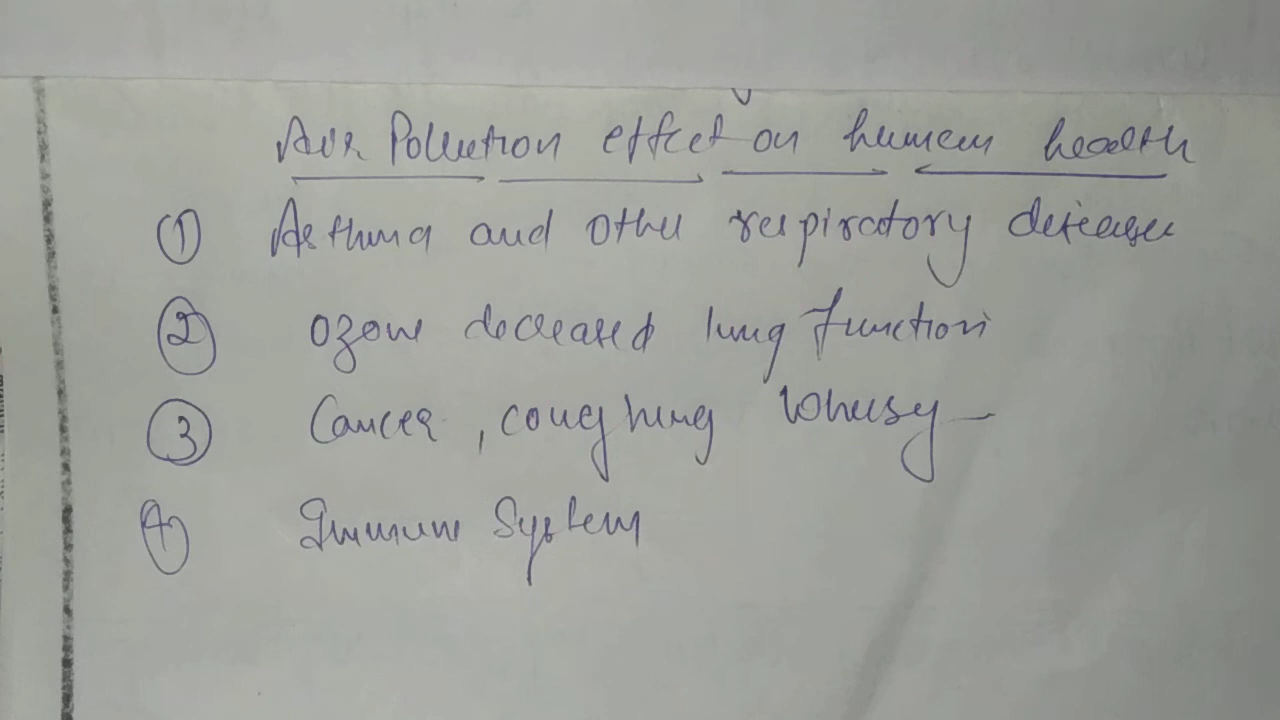 Air Pollution effect on human health
① Asthma and other respiratory diseases
② Ozone decreased lung function
③ Cancer, coughing
④ Immune System